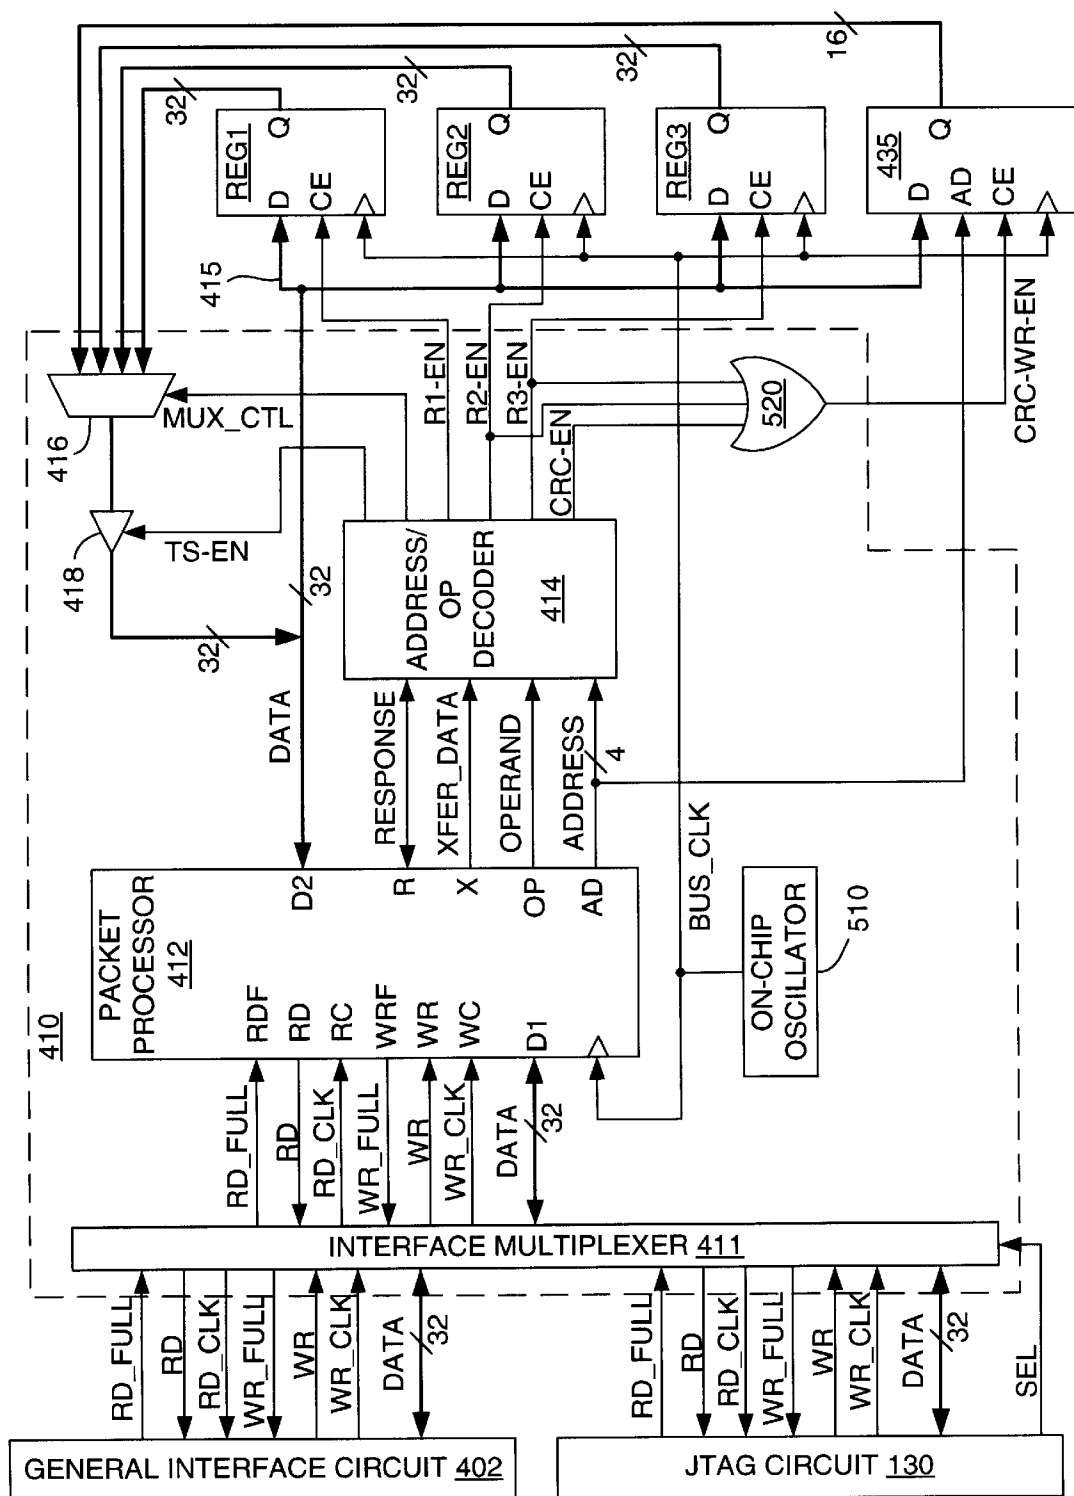 16
32
32
32
REG1
D
CE
Q
REG2
D
CE
Q
REG3
D
CE
Q
435
D
AD
CE
Q
415
416
MUX_CTL
418
TS-EN
32
32
DATA
R1-EN
R2-EN
R3-EN
CRC-EN
520
CRC-WR-EN
ADDRESS/
OP
DECODER
414
RESPONSE
XFER_DATA
OPERAND
ADDRESS
4
BUS_CLK
410
PACKET
PROCESSOR
412
D2
R
X
OP
AD
RDF
RD
RC
WRF
WR
WC
D1
ON-CHIP
OSCILLATOR
510
RD_FULL
RD
RD_CLK
WR_FULL
WR
WR_CLK
DATA
32
INTERFACE MULTIPLEXER 411
RD_FULL
RD
RD_CLK
WR_FULL
WR
WR_CLK
DATA
32
RD_FULL
RD
RD_CLK
WR_FULL
WR
WR_CLK
DATA
32
SEL
GENERAL INTERFACE CIRCUIT 402
JTAG CIRCUIT 130